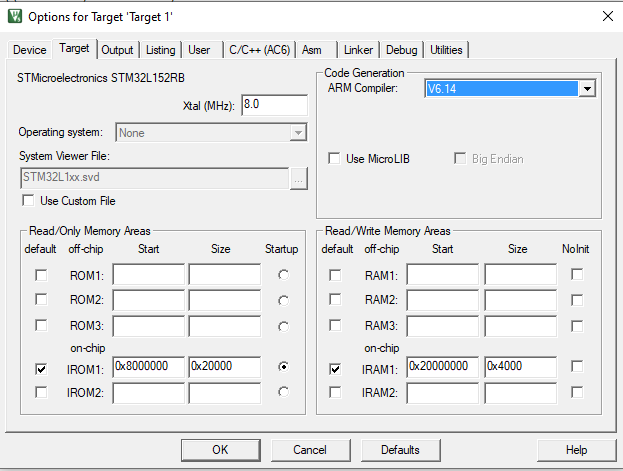 Options for Target 'Target 1'
Device Target Output Listing User C/C++ (AC6) Asm Linker Debug Utilities
STMicroelectronics STM32L152RB
Xtal (MHz): 8.0
Operating system: None
System Viewer File:
STM32L1xx.svd ...
Use Custom File
Code Generation
ARM Compiler: V6.14
Use MicroLIB Big Endian
Read/Only Memory Areas
default off-chip Start Size Startup
ROM1:
ROM2:
ROM3:
on-chip
IROM1: 0x8000000 0x20000
IROM2:
Read/Write Memory Areas
default off-chip Start Size NoInit
RAM1:
RAM2:
RAM3:
on-chip
IRAM1: 0x20000000 0x4000
IRAM2:
OK Cancel Defaults Help